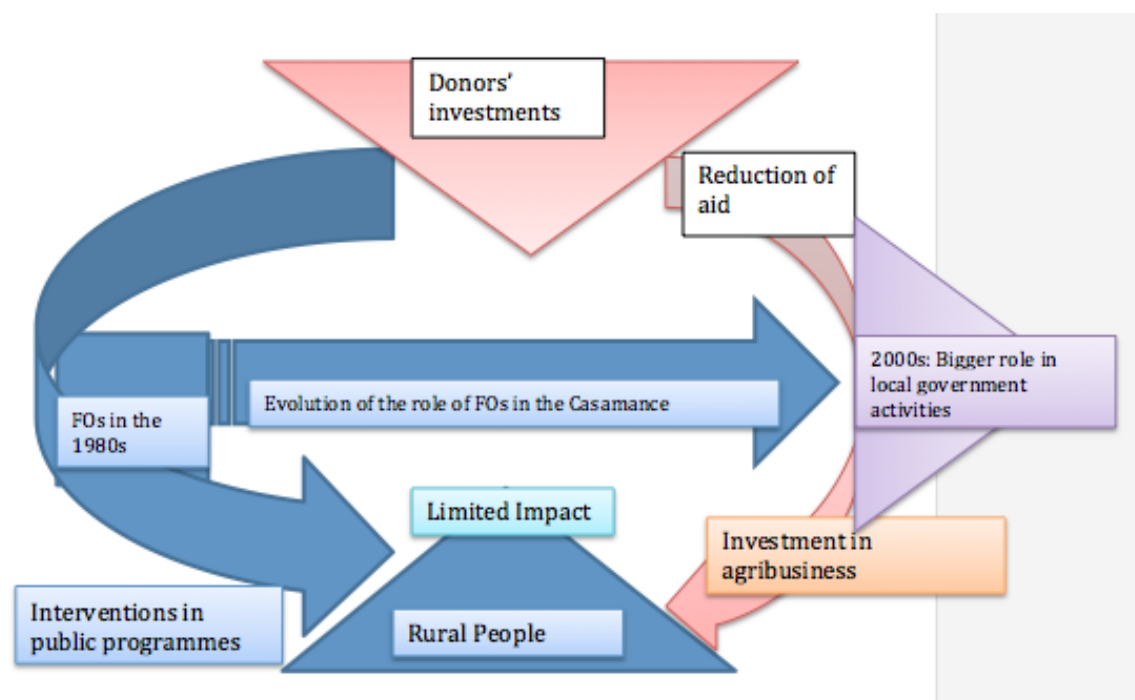 Donors'
investments
Reduction of
aid
2000s: Bigger role in
local government
activities
Evolution of the role of FOs in the Casamance
FOs in the
1980s
Limited Impact
Investment in
agribusiness
Interventions in
public programmes
Rural People